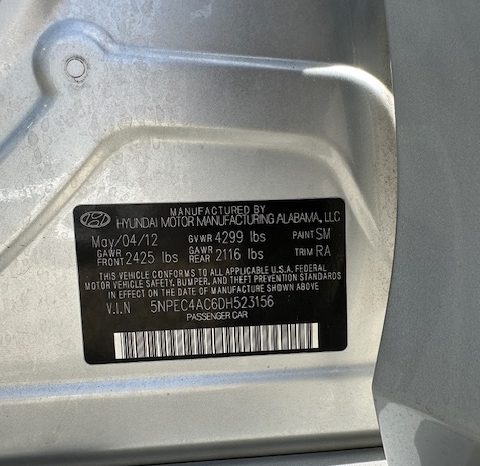 MANUFACTURED BY
HYUNDAI MOTOR MANUFACTURING ALABAMA, LLC
May/04/12 GVWR 4299 lbs PAINT SM
GAWR FRONT 2425 lbs GAWR REAR 2116 lbs TRIM RA
THIS VEHICLE CONFORMS TO ALL APPLICABLE U.S.A. FEDERAL
MOTOR VEHICLE SAFETY, BUMPER, AND THEFT PREVENTION STANDARDS
IN EFFECT ON THE DATE OF MANUFACTURE SHOWN ABOVE
V.I.N 5NPEC4AC6DH523156
PASSENGER CAR